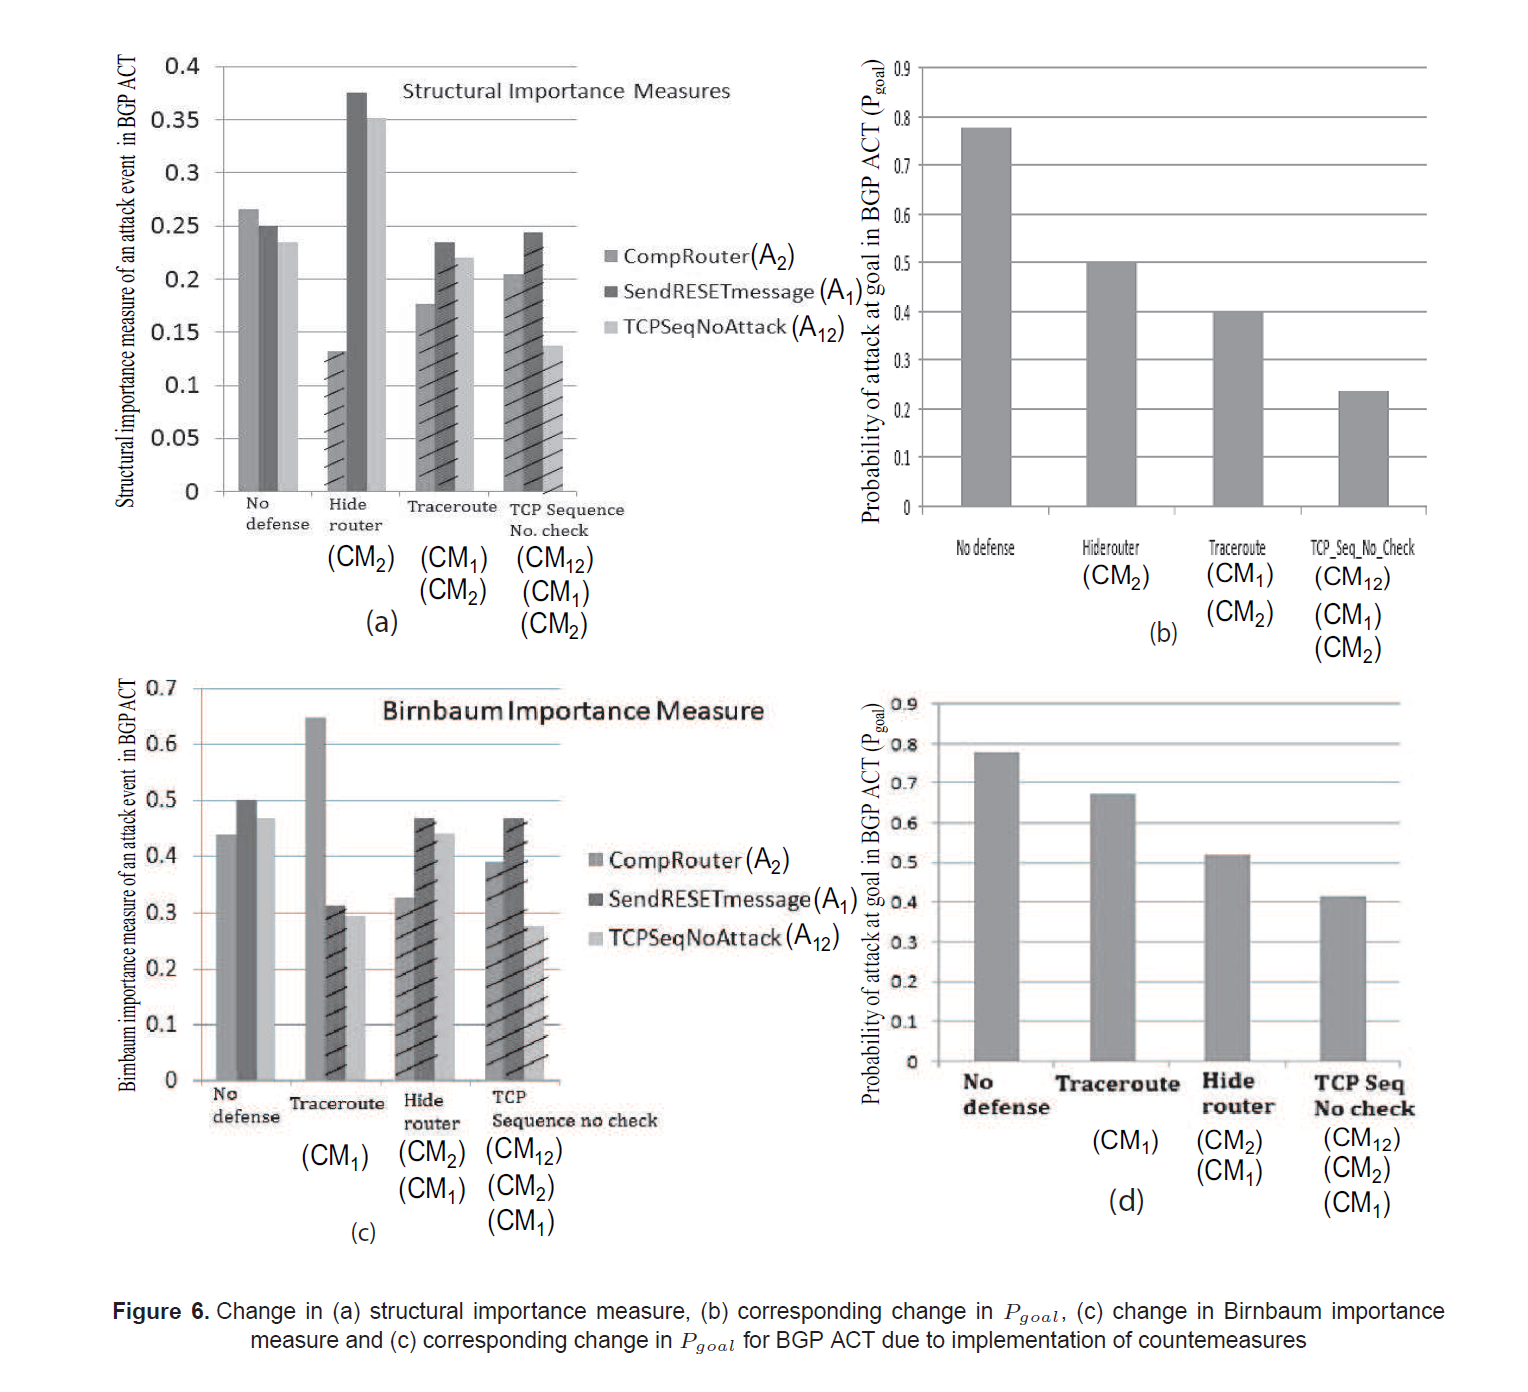 Structural importance measure of an attack event in BGP ACT
0.4
0.35
0.3
0.25
0.2
0.15
0.1
0.05
0
Structural Importance Measures
CompRouter(A2)
SendRESETmessage (A1)
TCPSeqNoAttack (A12)
No
defense
Hide
router
(CM2)
Traceroute
(CM1)
(CM2)
TCP Sequence
No. check
(CM12)
(CM1)
(CM2)
(a)
Probability of attack at goal in BGP ACT (Pgoal)
0.9
0.8
0.7
0.6
0.5
0.4
0.3
0.2
0.1
0
No defense
Hiderouter
(CM2)
Traceroute
(CM1)
(CM2)
TCP_Seq_No_Check
(CM12)
(CM1)
(CM2)
(b)
Birnbaum importance measure of an attack event in BGP ACT
0.7
0.6
0.5
0.4
0.3
0.2
0.1
0
Birnbaum Importance Measure
CompRouter (A2)
SendRESETmessage (A1)
TCPSeqNoAttack (A12)
No
defense
Traceroute
(CM1)
Hide
router
(CM2)
(CM1)
TCP
Sequence no check
(CM12)
(CM2)
(CM1)
(c)
Probability of attack at goal in BGP ACT (Pgoal)
0.9
0.8
0.7
0.6
0.5
0.4
0.3
0.2
0.1
0
No
defense
Traceroute
(CM1)
Hide
router
(CM2)
(CM1)
TCP Seq
No check
(CM12)
(CM2)
(CM1)
(d)
Figure 6. Change in (a) structural importance measure, (b) corresponding change in Pgoal, (c) change in Birnbaum importance
measure and (c) corresponding change in Pgoal for BGP ACT due to implementation of countemeasures